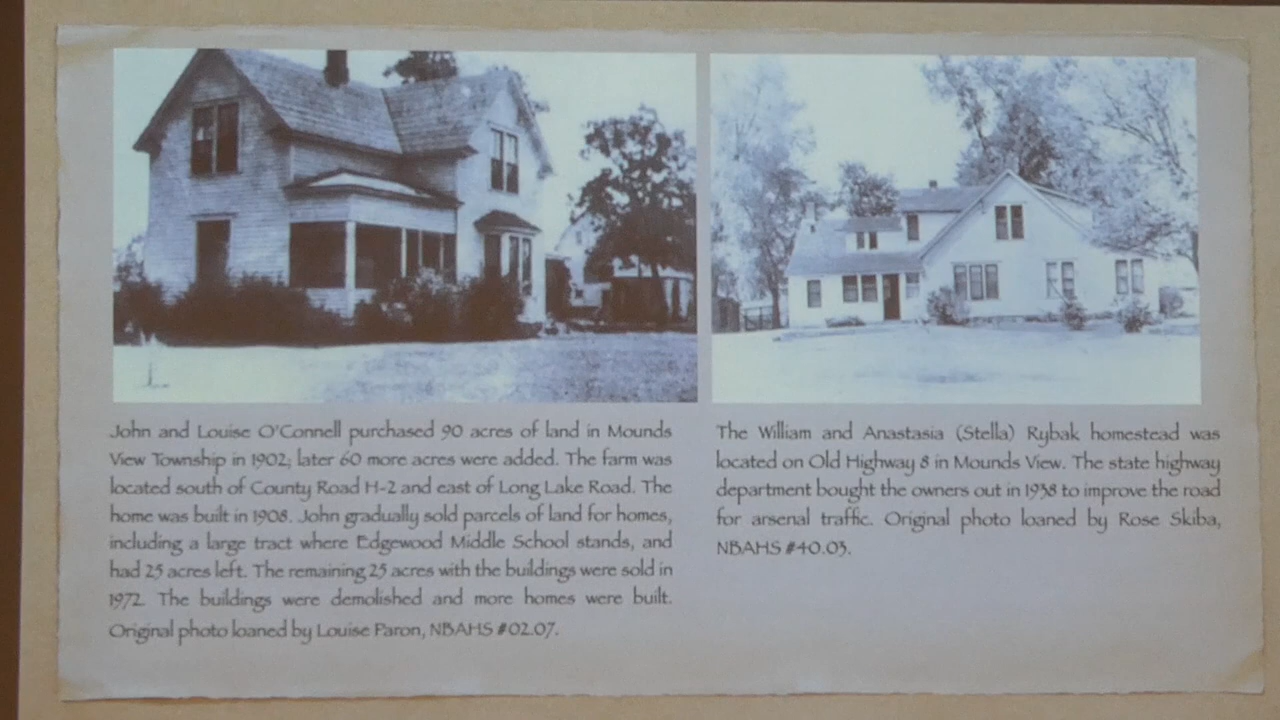 John and Louise O'Connell purchased 90 acres of land in Mounds
View Township in 1902; later 60 more acres were added. The farm was
located south of County Road H-2 and east of Long Lake Road. The
home was built in 1908. John gradually sold parcels of land for homes,
including a large tract where Edgewood Middle School stands, and
had 25 acres left. The remaining 25 acres with the buildings were sold in
1972. The buildings were demolished and more homes were built.
Original photo loaned by Louise Paron, NBAHS #02.07.
The William and Anastasia (Stella) Rybak homestead was
located on Old Highway 8 in Mounds View. The state highway
department bought the owners out in 1938 to improve the road
for arsenal traffic. Original photo loaned by Rose Skiba,
NBAHS #40.03.